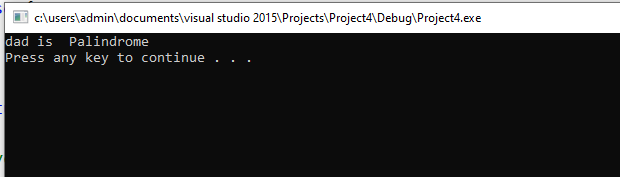 c:\users\admin\documents\visual studio 2015\Projects\Project4\Debug\Project4.exe
dad is  Palindrome
Press any key to continue . . .